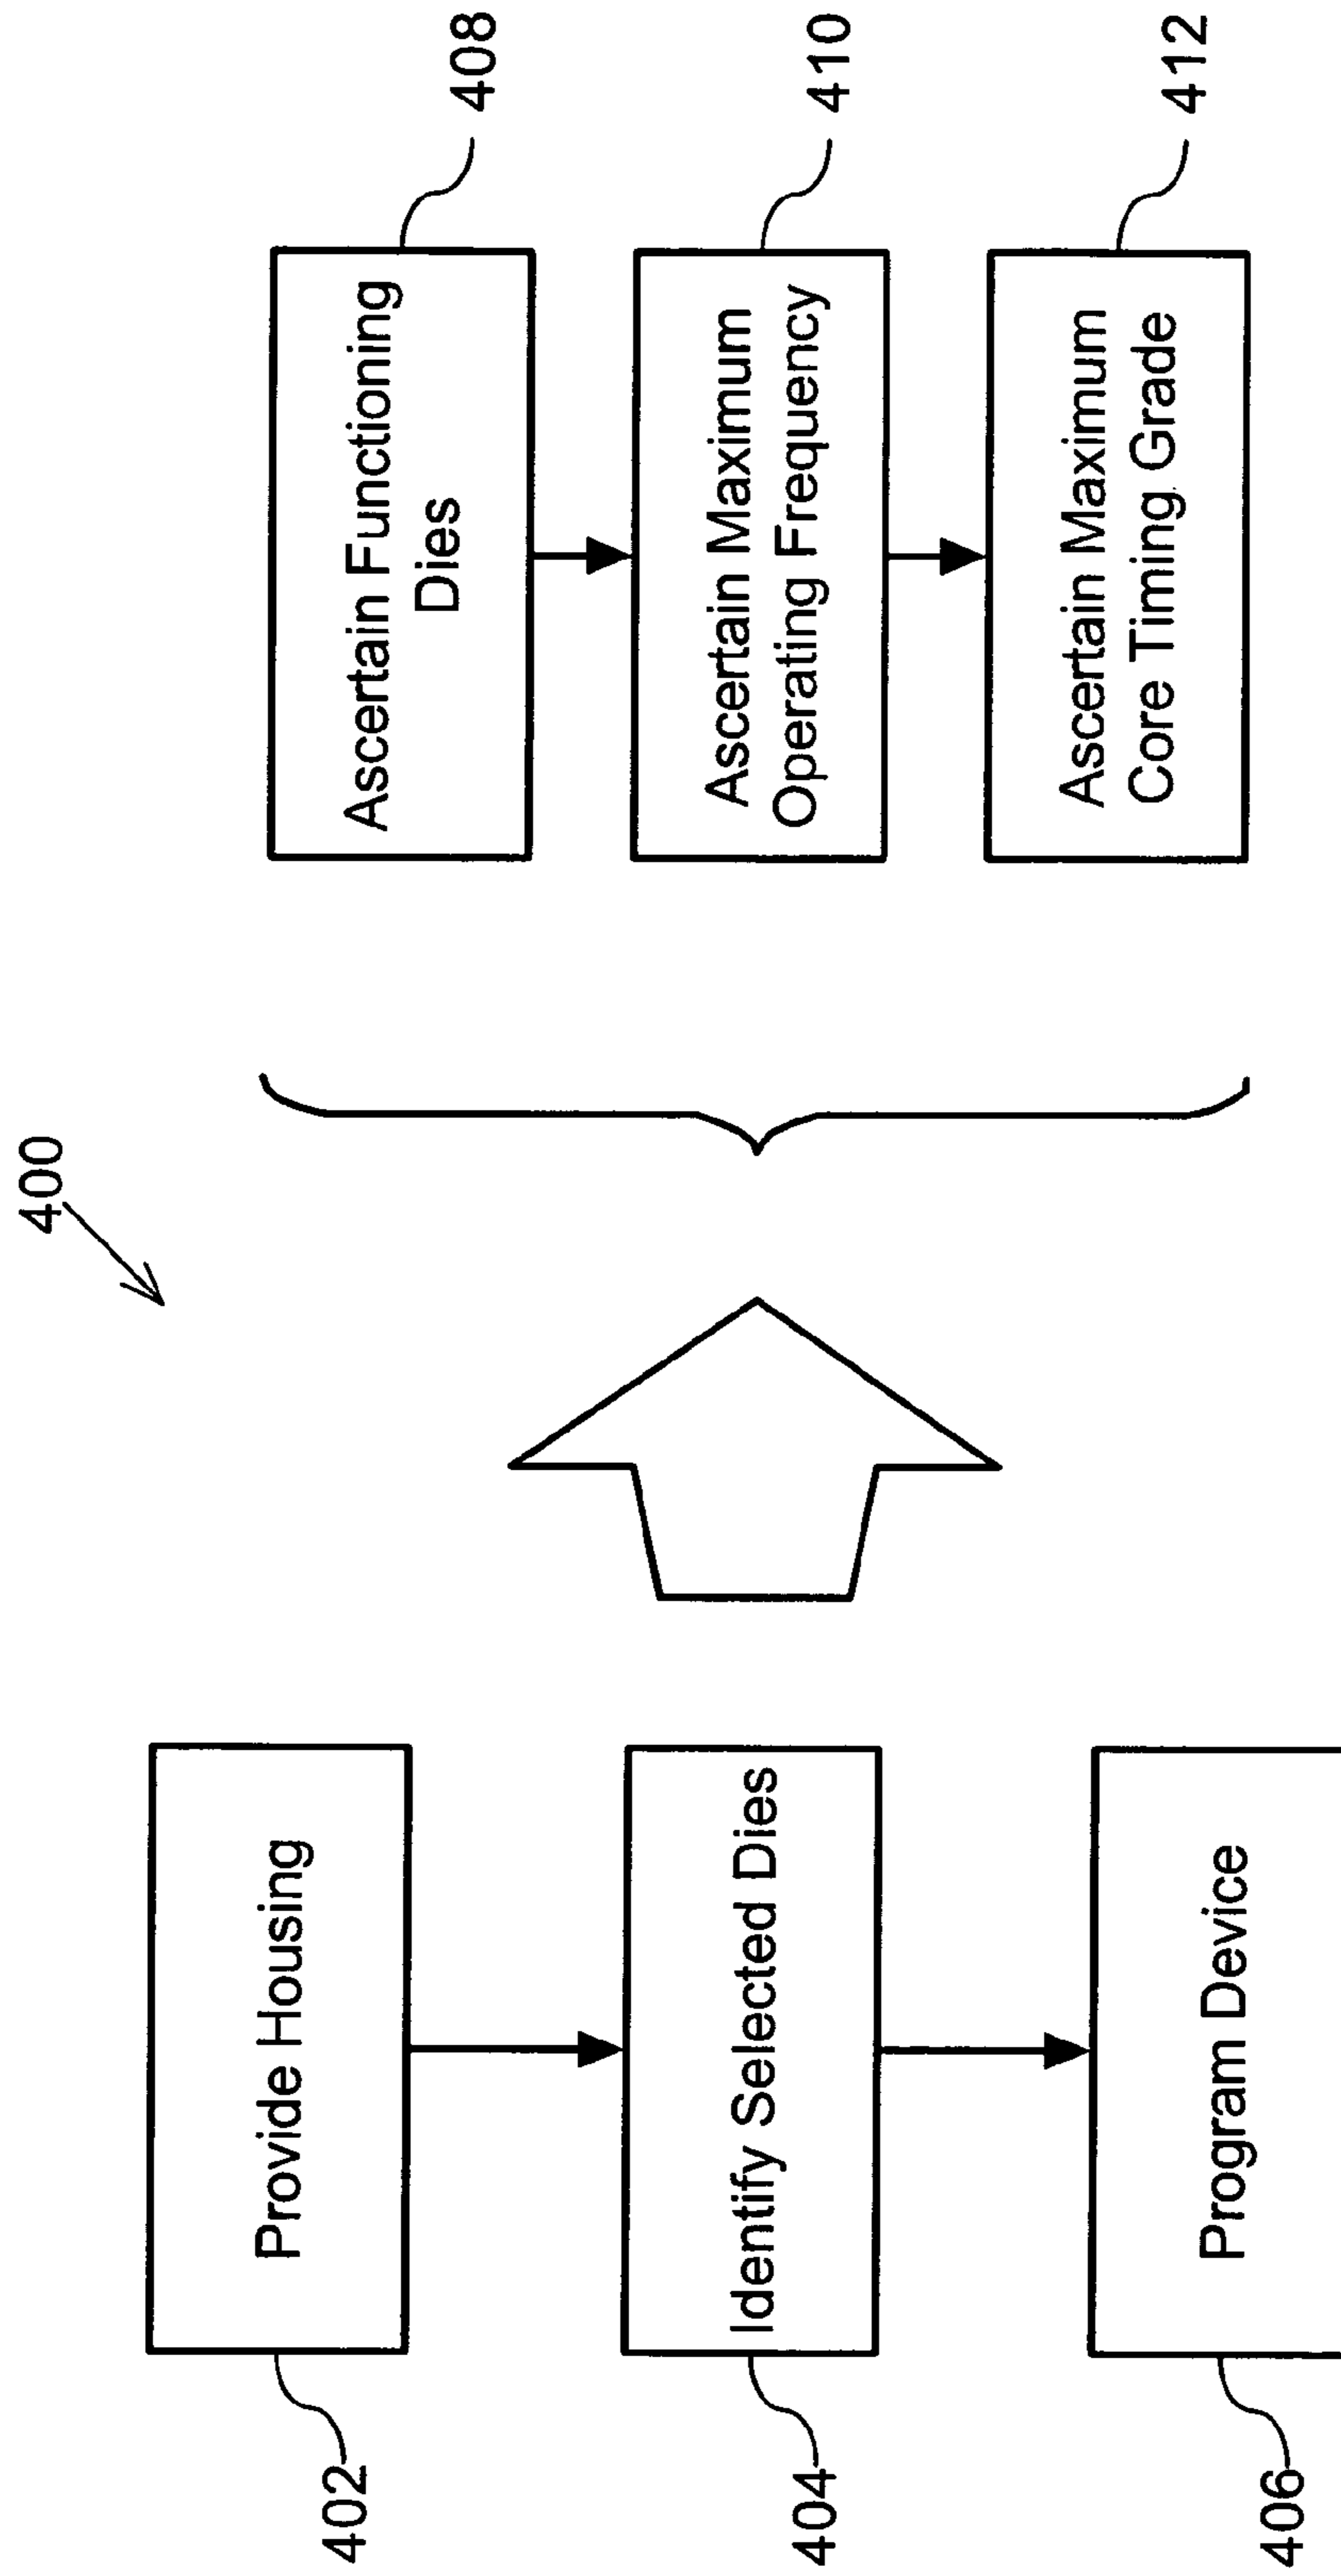 400
402
Provide Housing
404
Identify Selected Dies
406
Program Device
Ascertain Functioning
Dies
408
Ascertain Maximum
Operating Frequency
410
Ascertain Maximum
Core Timing Grade
412